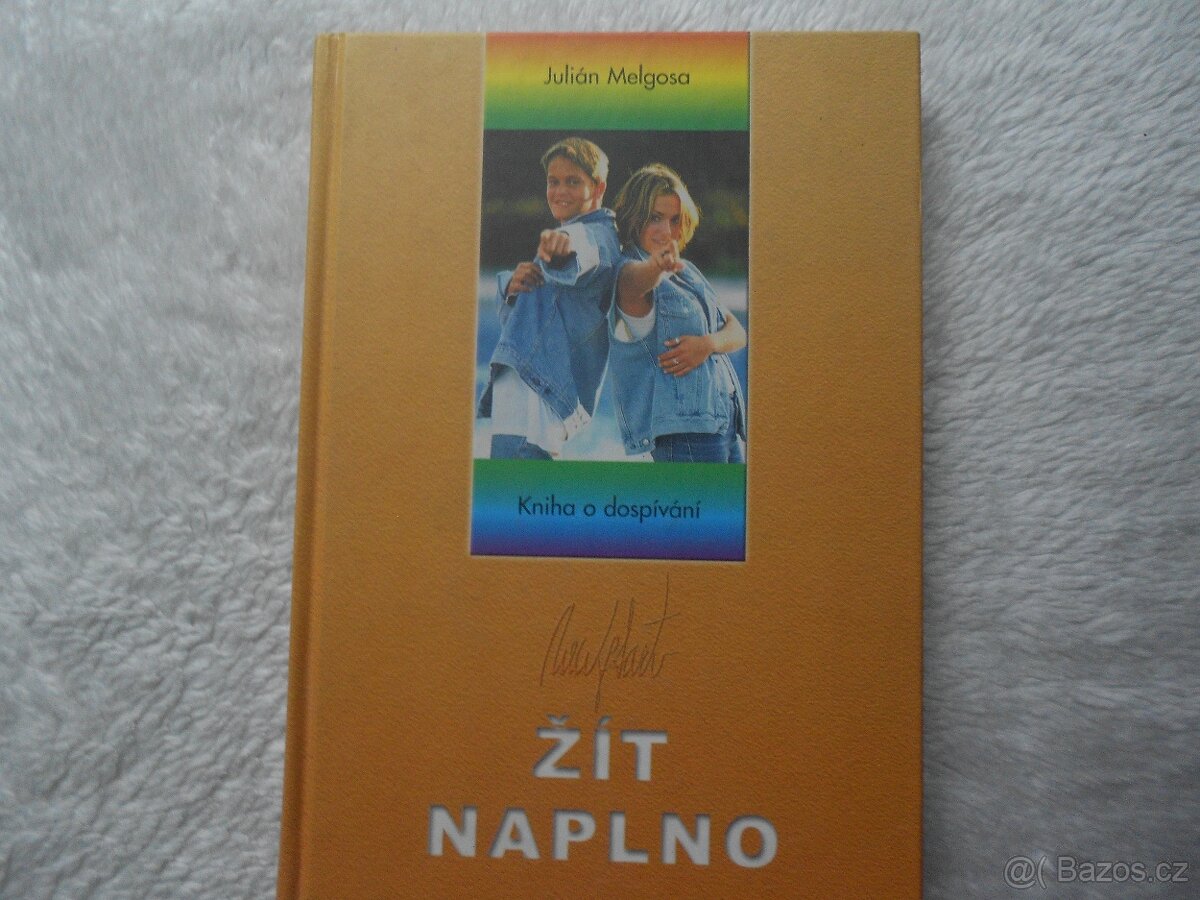 Julián Melgosa
Kniha o dospívání
ŽÍT
NAPLNO
@( Bazos.cz